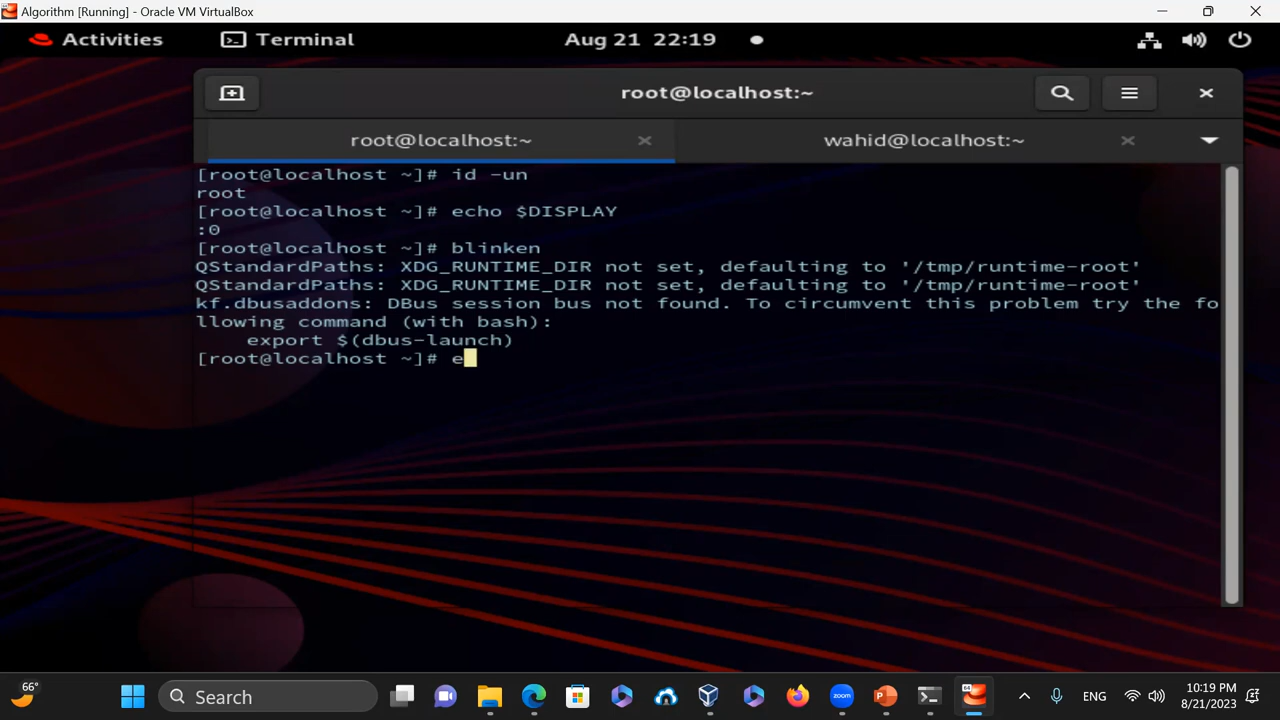 Algorithm [Running] - Oracle VM VirtualBox
Activities Terminal Aug 21 22:19
root@localhost:~
root@localhost:~ wahid@localhost:~
[root@localhost ~]# id -un
root
[root@localhost ~]# echo $DISPLAY
:0
[root@localhost ~]# blinken
QStandardPaths: XDG_RUNTIME_DIR not set, defaulting to '/tmp/runtime-root'
QStandardPaths: XDG_RUNTIME_DIR not set, defaulting to '/tmp/runtime-root'
kf.dbusaddons: DBus session bus not found. To circumvent this problem try the fo
llowing command (with bash):
    export $(dbus-launch)
[root@localhost ~]# e
66° Search zoom ENG 10:19 PM
8/21/2023